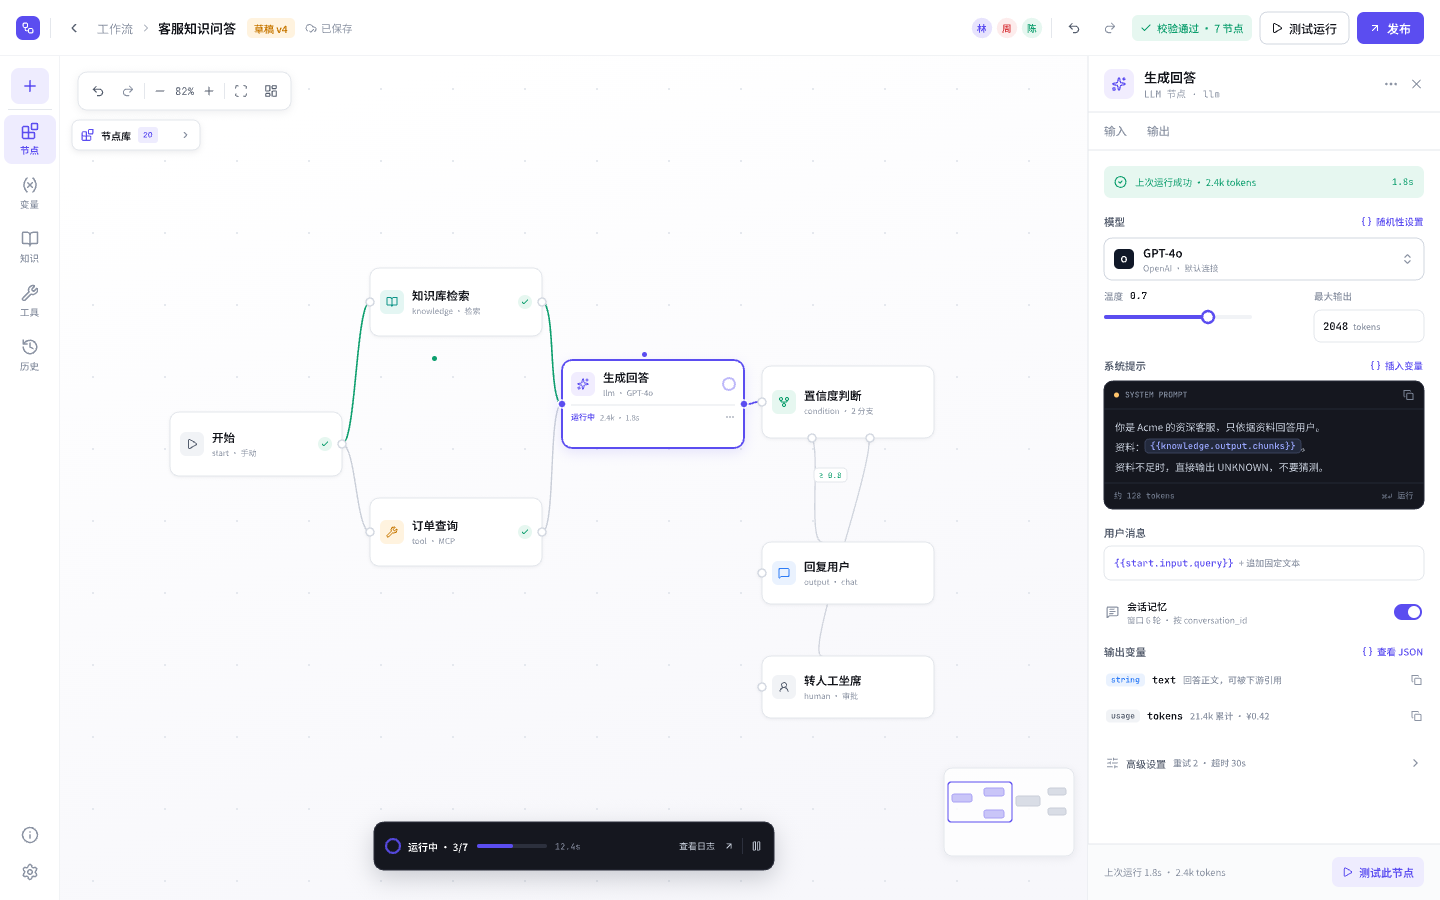 工作流
客服知识问答
草稿 v4
已保存
林
周
陈
校验通过 • 7 节点
测试运行
发布
82%
节点库
20
节点
变量
知识
工具
历史
知识库检索
knowledge • 检索
生成回答
llm • GPT-4o
运行中 2.4k • 1.8s
置信度判断
condition • 2 分支
开始
start • 手动
≥ 0.8
订单查询
tool • MCP
回复用户
output • chat
转人工坐席
human • 审批
运行中 • 3/7
12.4s
查看日志
生成回答
LLM 节点 • llm
输入
输出
上次运行成功 • 2.4k tokens
1.8s
模型
{} 随机性设置
O
GPT-4o
OpenAI • 默认连接
温度 0.7
最大输出
2048 tokens
系统提示
{} 插入变量
SYSTEM PROMPT
你是 Acme 的资深客服，只依据资料回答用户。
资料： {{knowledge.output.chunks}} 。
资料不足时，直接输出 UNKNOWN，不要猜测。
约 128 tokens
⌘↵ 运行
用户消息
{{start.input.query}} + 追加固定文本
会话记忆
窗口 6 轮 • 按 conversation_id
输出变量
{} 查看 JSON
string text 回答正文，可被下游引用
usage tokens 21.4k 累计 • ¥0.42
高级设置 重试 2 • 超时 30s
上次运行 1.8s • 2.4k tokens
测试此节点